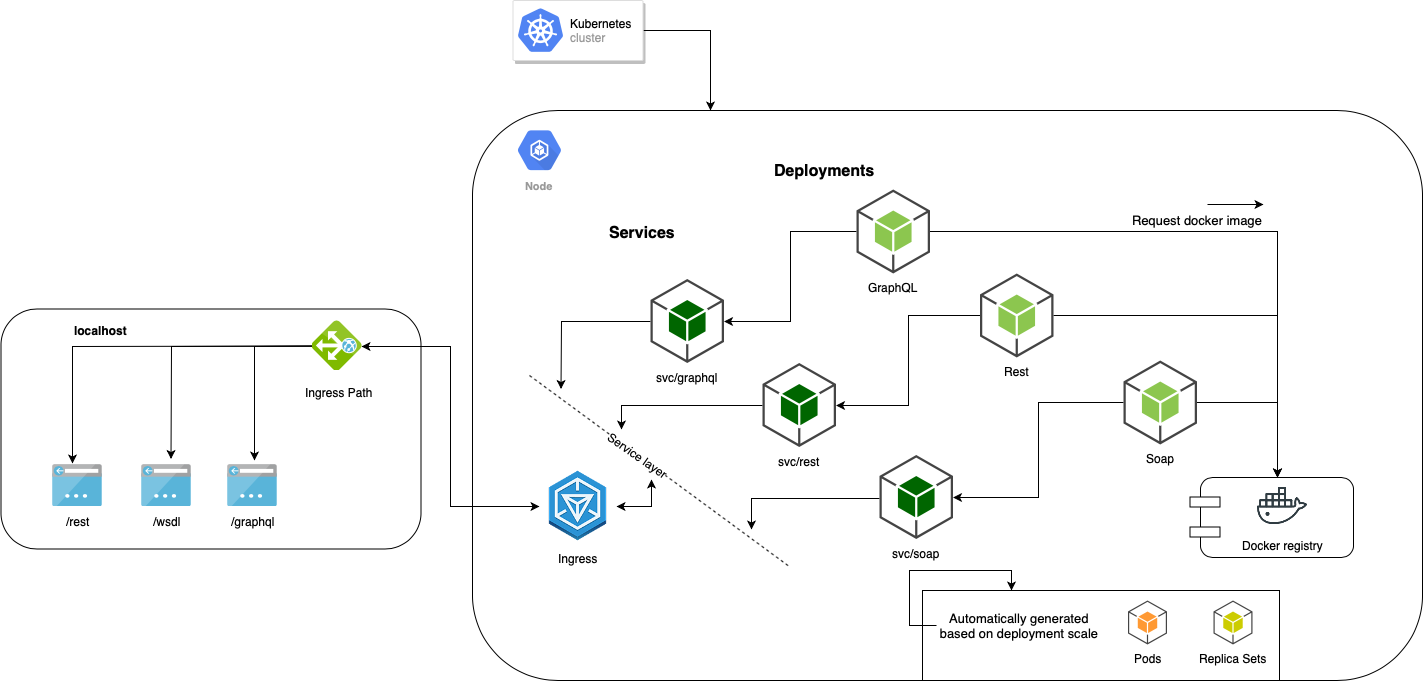 Kubernetes
cluster
Node
Deployments
Services
Request docker image
GraphQL
svc/graphql
Rest
svc/rest
Soap
svc/soap
Service layer
localhost
Ingress Path
/rest
/wsdl
/graphql
Ingress
Docker registry
Automatically generated
based on deployment scale
Pods
Replica Sets